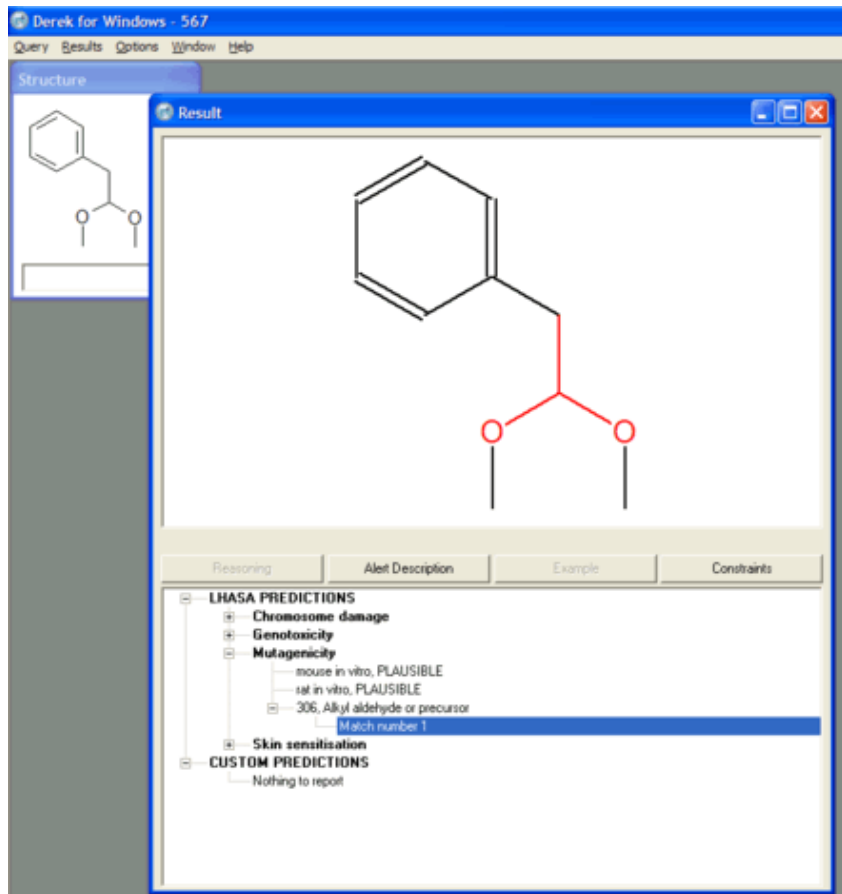 Derek for Windows - 567
Query Results Options Window Help
Structure
Result
O O
O O
Reasoning Alert Description Example Constraints
LHASA PREDICTIONS
Chromosome damage
Genotoxicity
Mutagenicity
mouse in vitro, PLAUSIBLE
rat in vitro, PLAUSIBLE
306, Alkyl aldehyde or precursor
Match number 1
Skin sensitisation
CUSTOM PREDICTIONS
Nothing to report